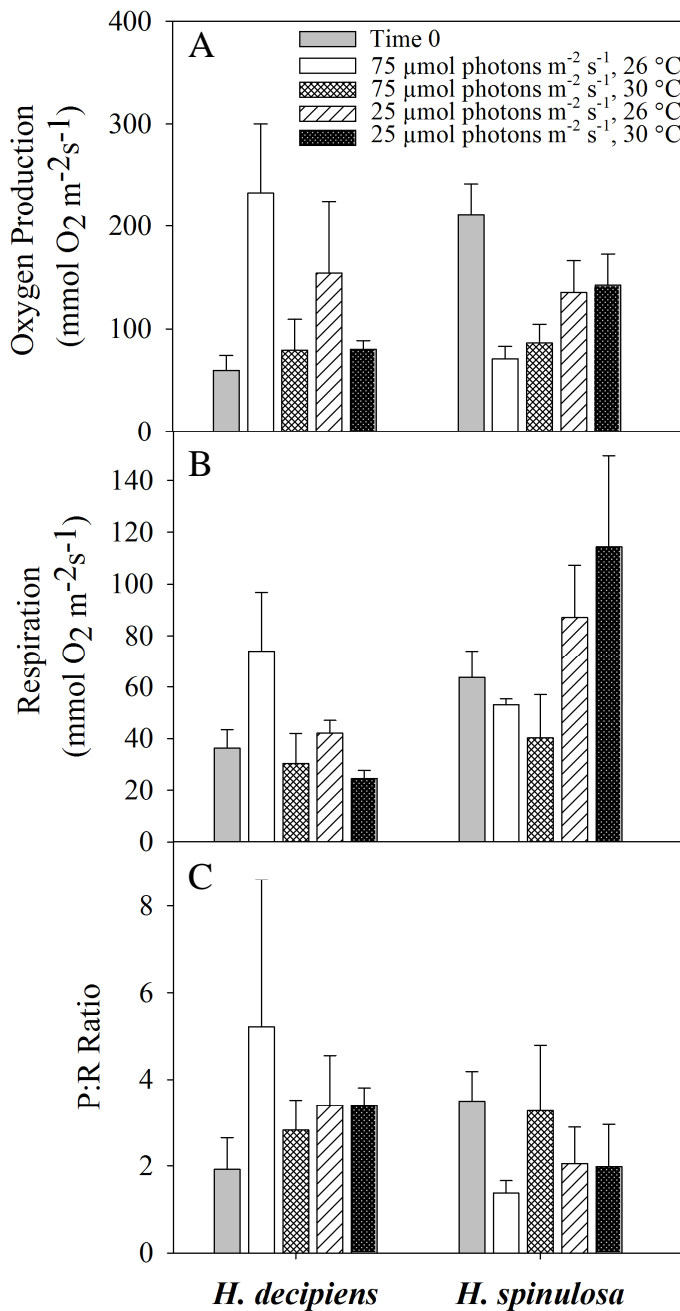 A
Time 0
75 µmol photons m⁻² s⁻¹, 26 °C
75 µmol photons m⁻² s⁻¹, 30 °C
25 µmol photons m⁻² s⁻¹, 26 °C
25 µmol photons m⁻² s⁻¹, 30 °C
Oxygen Production
(mmol O₂ m⁻²s⁻¹)
400
300
200
100
0
B
Respiration
(mmol O₂ m⁻²s⁻¹)
140
120
100
80
60
40
20
0
C
P:R Ratio
8
6
4
2
0
H. decipiens H. spinulosa